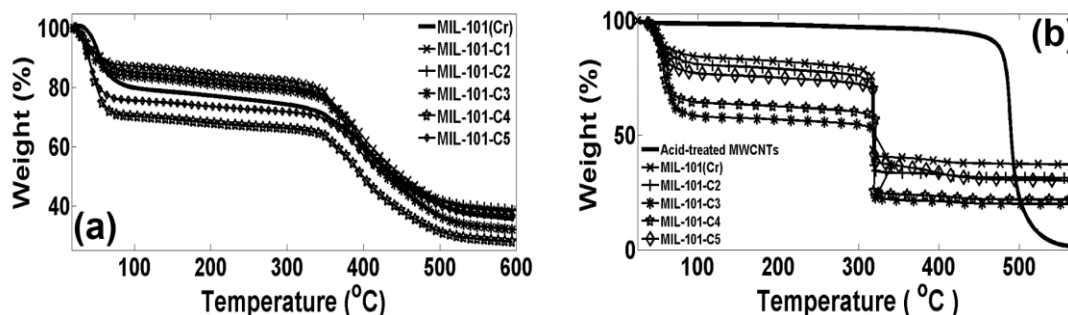 100
80
60
40
Weight (%)
(a)
MIL-101(Cr)
MIL-101-C1
MIL-101-C2
MIL-101-C3
MIL-101-C4
MIL-101-C5
100 200 300 400 500 600
Temperature (°C)
100
50
0
Weight (%)
(b)
Acid-treated MWCNTs
MIL-101(Cr)
MIL-101-C2
MIL-101-C3
MIL-101-C4
MIL-101-C5
100 200 300 400 500
Temperature ( °C )